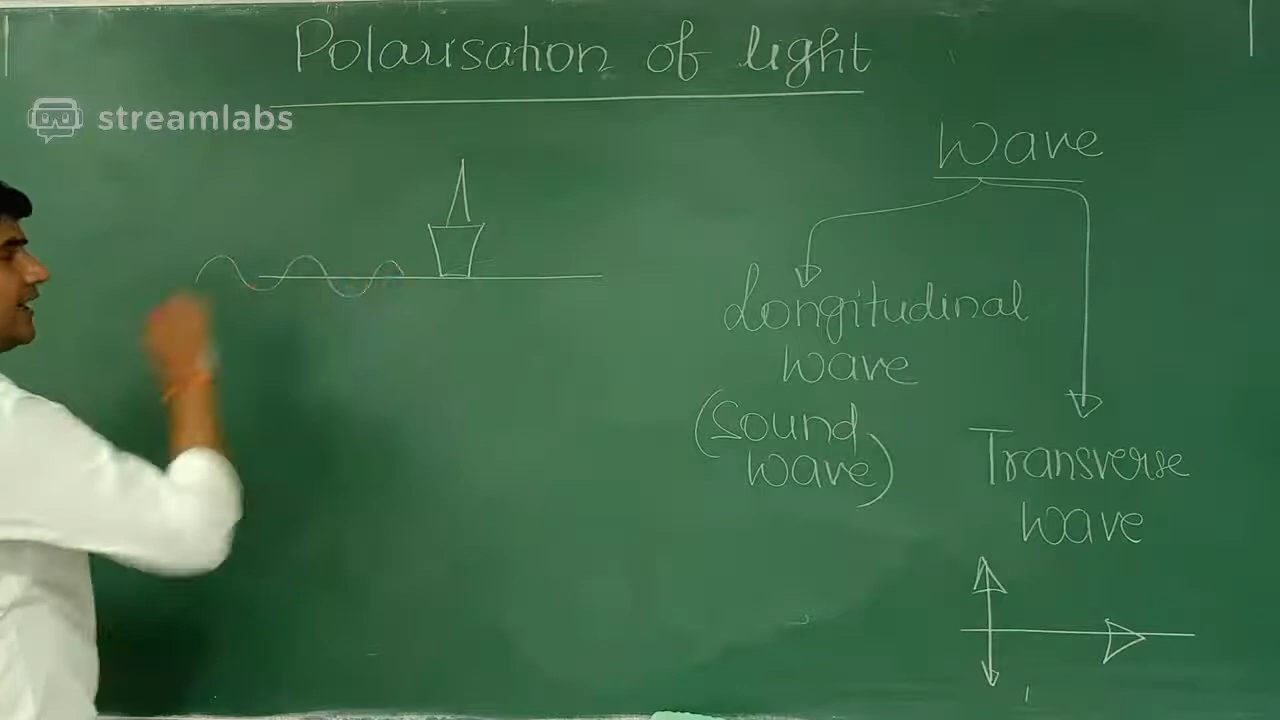 Polarisation of light
streamlabs
Wave
Longitudinal
wave
(Sound
wave)
Transverse
wave